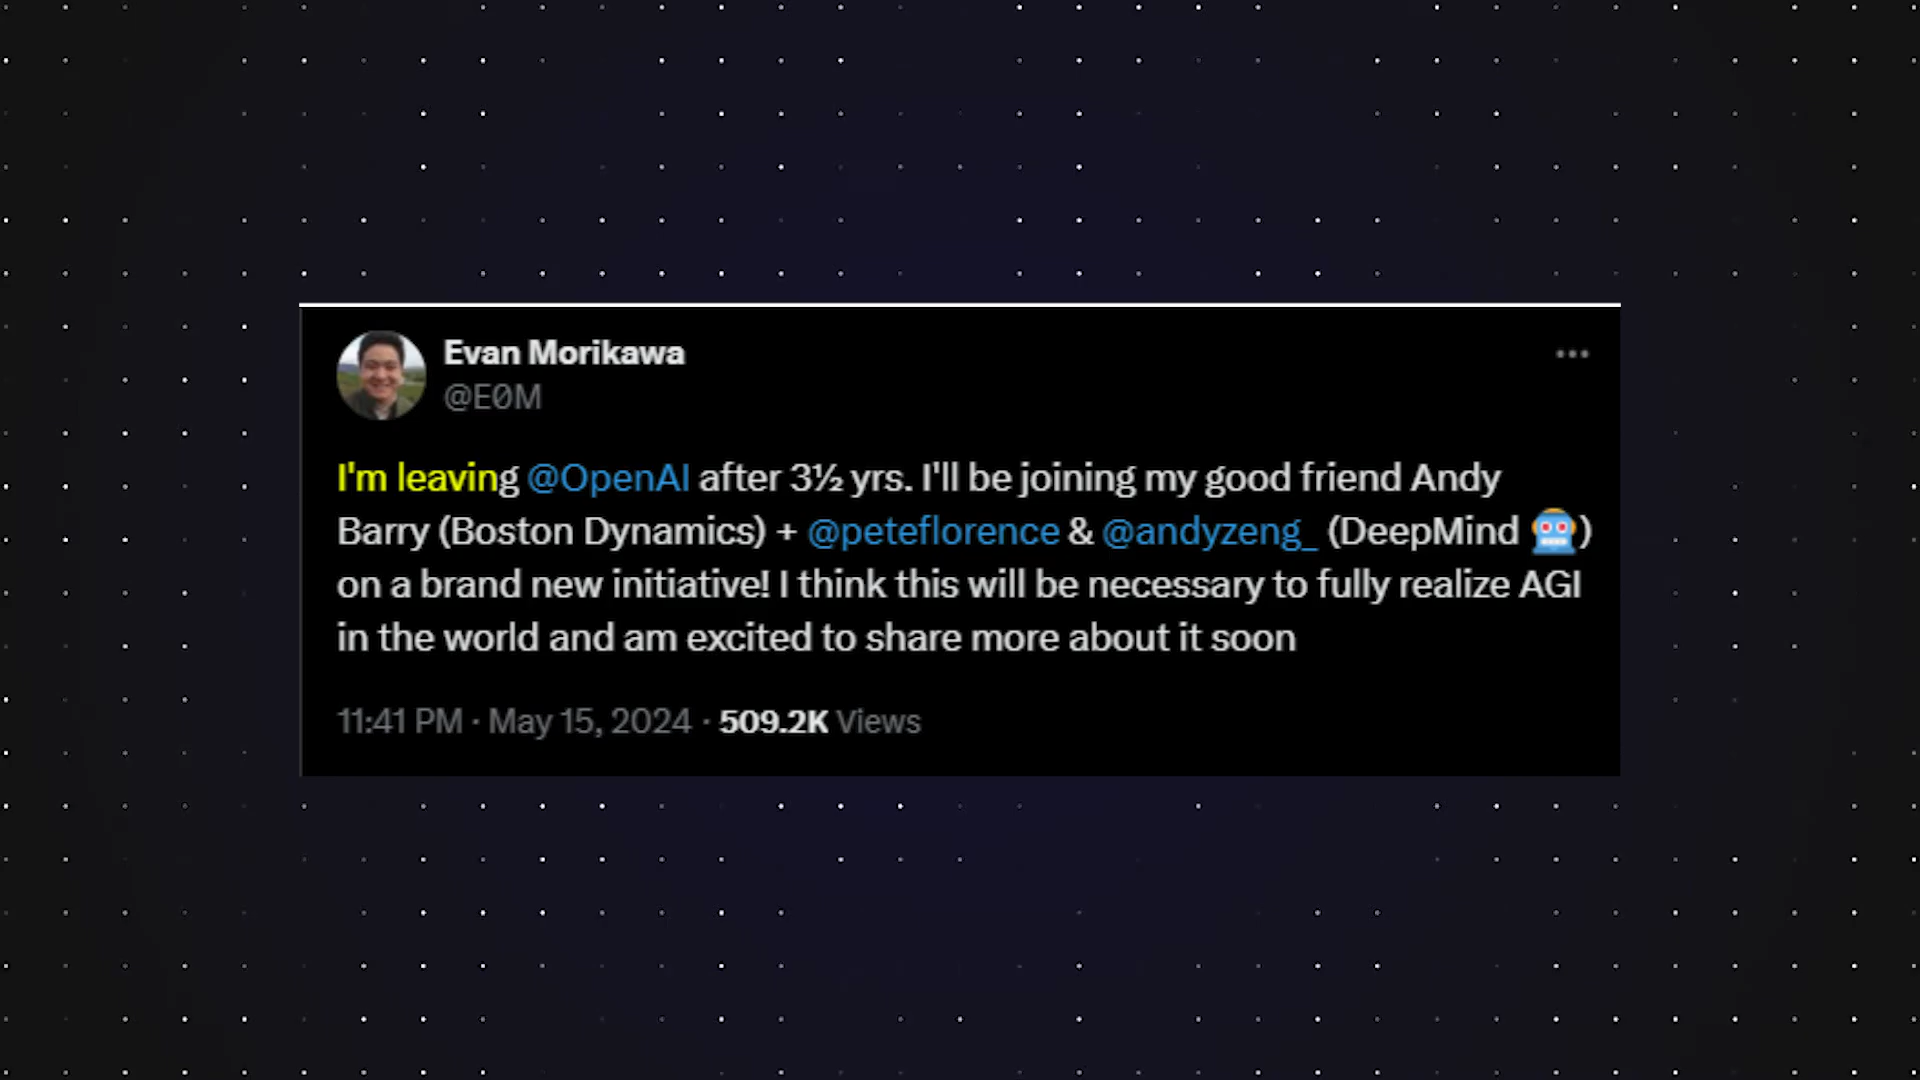 Evan Morikawa
@E0M
I'm leaving @OpenAI after 3½ yrs. I'll be joining my good friend Andy
Barry (Boston Dynamics) + @peteflorence & @andyzeng_ (DeepMind 🤖)
on a brand new initiative! I think this will be necessary to fully realize AGI
in the world and am excited to share more about it soon
11:41 PM · May 15, 2024 · 509.2K Views